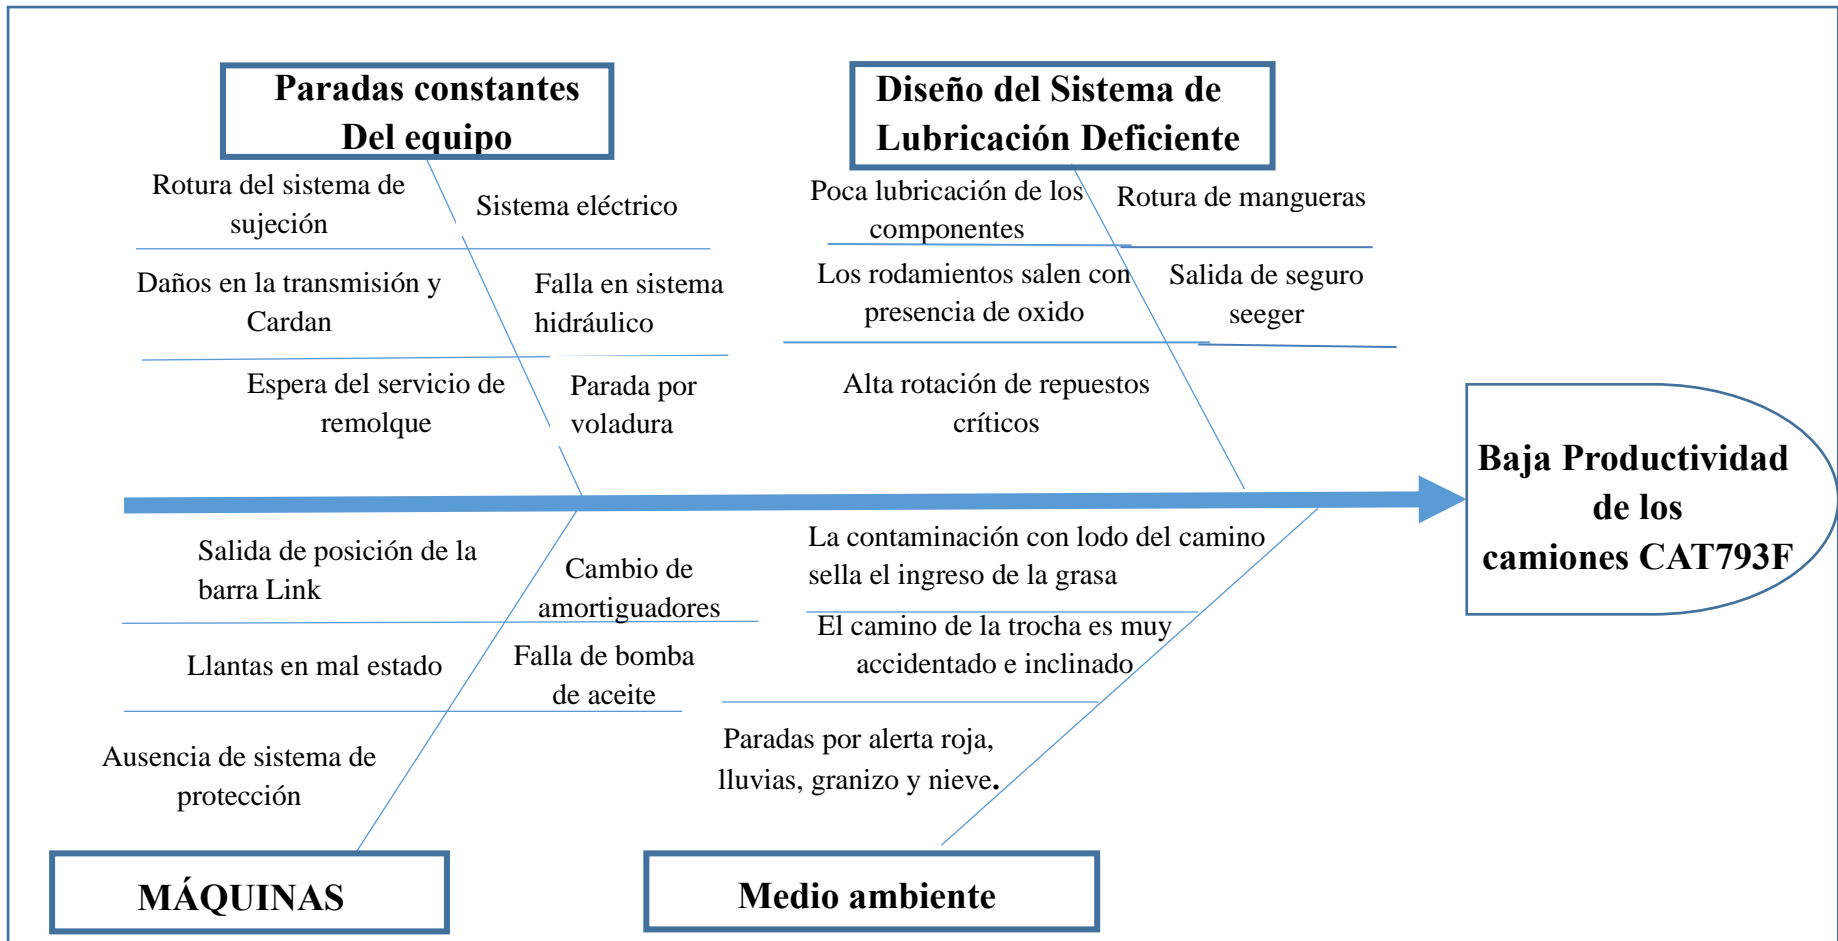 Paradas constantes
Del equipo
Diseño del Sistema de
Lubricación Deficiente
Rotura del sistema de
sujeción
Sistema eléctrico
Daños en la transmisión y
Cardan
Falla en sistema
hidráulico
Espera del servicio de
remolque
Parada por
voladura
Poca lubricación de los
componentes
Rotura de mangueras
Los rodamientos salen con
presencia de oxido
Salida de seguro
seeger
Alta rotación de repuestos
críticos
Baja Productividad
de los
camiones CAT793F
Salida de posición de la
barra Link
Cambio de
amortiguadores
Llantas en mal estado
Falla de bomba
de aceite
Ausencia de sistema de
protección
La contaminación con lodo del camino
sella el ingreso de la grasa
El camino de la trocha es muy
accidentado e inclinado
Paradas por alerta roja,
lluvias, granizo y nieve.
MÁQUINAS
Medio ambiente